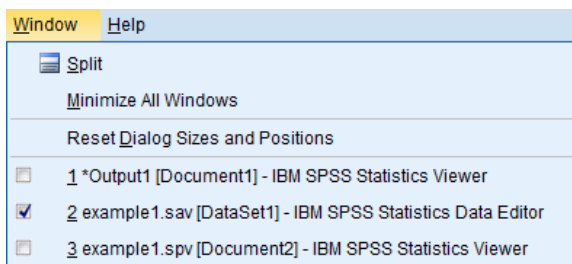 Window Help
Split
Minimize All Windows
Reset Dialog Sizes and Positions
1 *Output1 [Document1] - IBM SPSS Statistics Viewer
2 example1.sav [DataSet1] - IBM SPSS Statistics Data Editor
3 example1.spv [Document2] - IBM SPSS Statistics Viewer